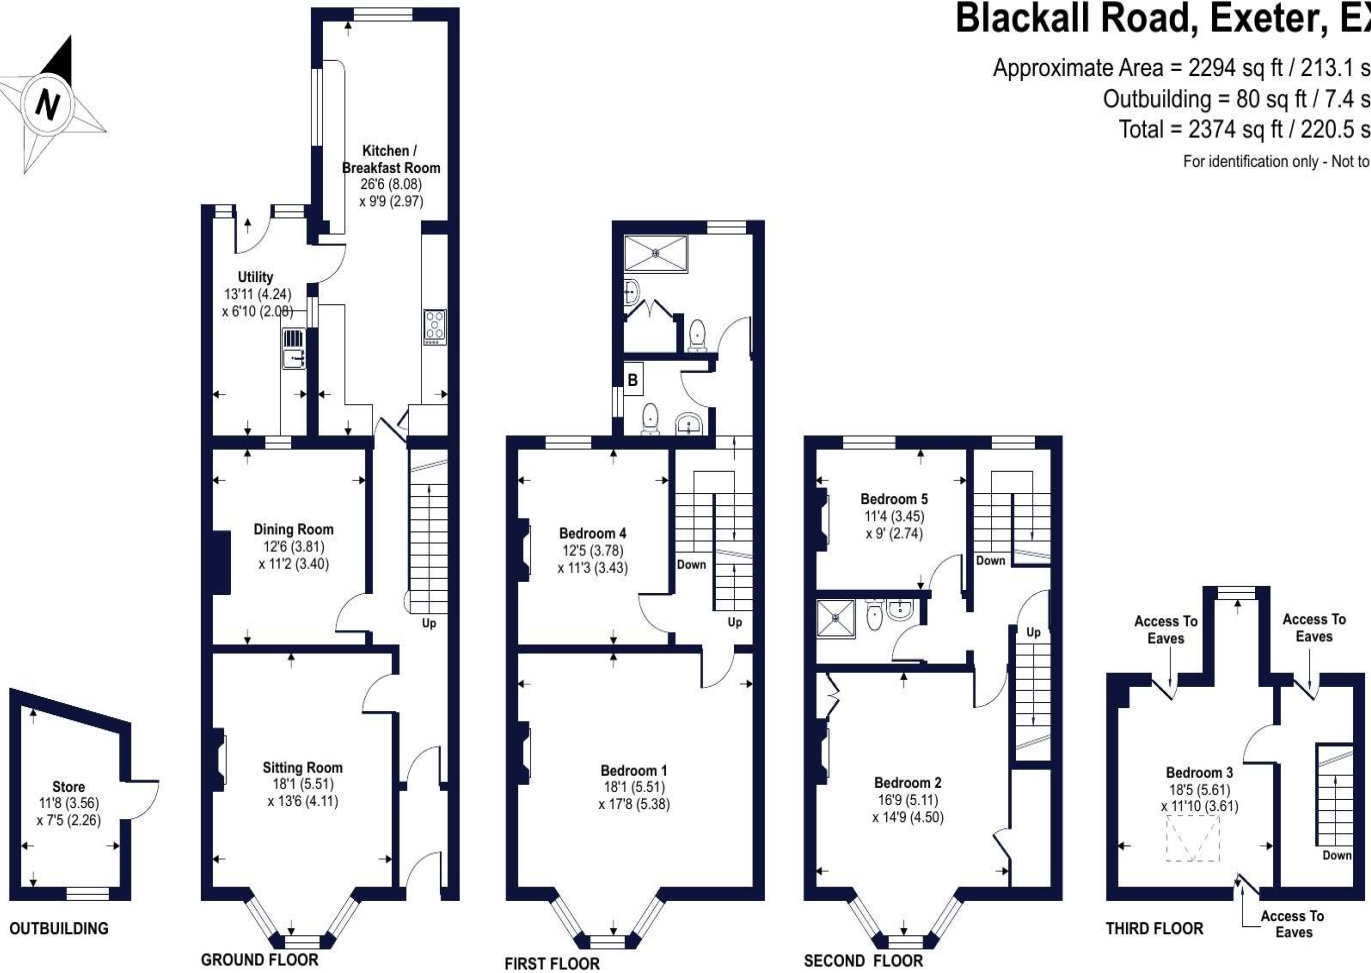 Blackall Road, Exeter, EX
Approximate Area = 2294 sq ft / 213.1 s
Outbuilding = 80 sq ft / 7.4 s
Total = 2374 sq ft / 220.5 s
For identification only - Not to
N
Kitchen /
Breakfast Room
26'6 (8.08)
x 9'9 (2.97)
Utility
13'11 (4.24)
x 6'10 (2.08)
Dining Room
12'6 (3.81)
x 11'2 (3.40)
Up
Sitting Room
18'1 (5.51)
x 13'6 (4.11)
GROUND FLOOR
Store
11'8 (3.56)
x 7'5 (2.26)
OUTBUILDING
B
Bedroom 4
12'5 (3.78)
x 11'3 (3.43)
Down
Up
Bedroom 1
18'1 (5.51)
x 17'8 (5.38)
FIRST FLOOR
Bedroom 5
11'4 (3.45)
x 9' (2.74)
Down
Up
Bedroom 2
16'9 (5.11)
x 14'9 (4.50)
SECOND FLOOR
Access To
Eaves
Access To
Eaves
Bedroom 3
18'5 (5.61)
x 11'10 (3.61)
Down
Access To
Eaves
THIRD FLOOR